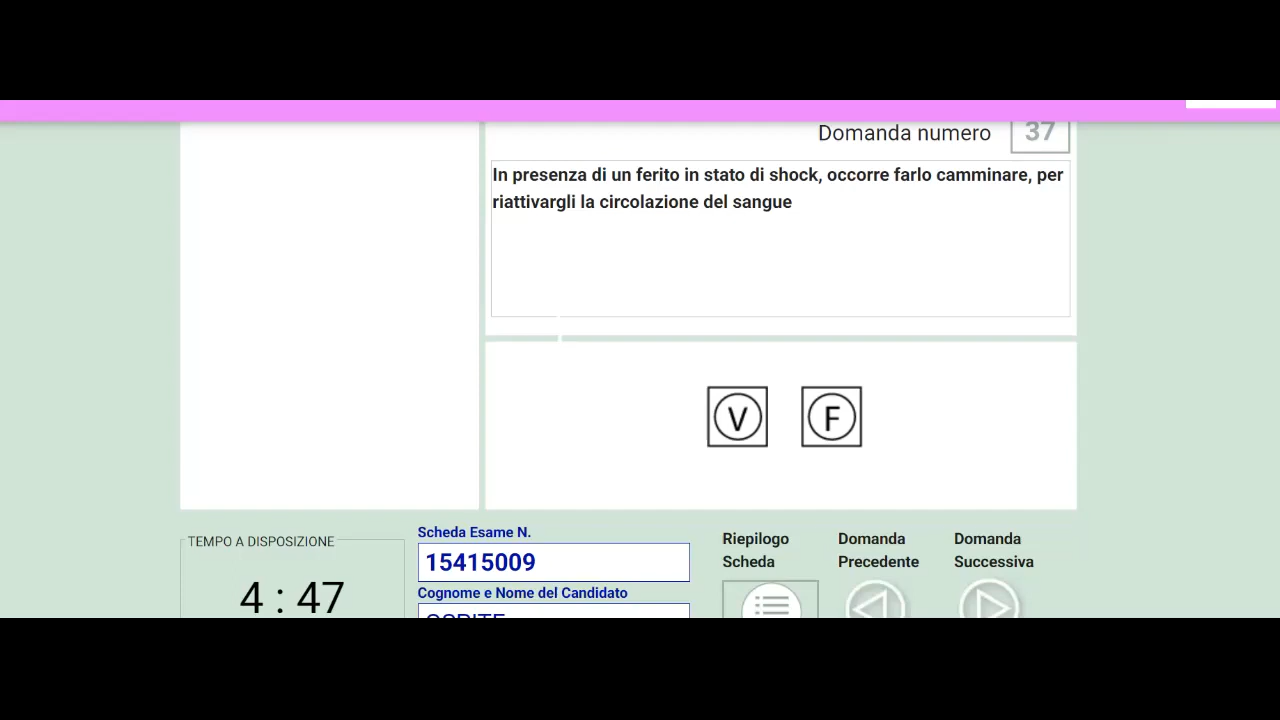 Domanda numero 37
In presenza di un ferito in stato di shock, occorre farlo camminare, per
riattivargli la circolazione del sangue
V F
TEMPO A DISPOSIZIONE
4 : 47
Scheda Esame N.
15415009
Cognome e Nome del Candidato
Riepilogo
Scheda
Domanda
Precedente
Domanda
Successiva